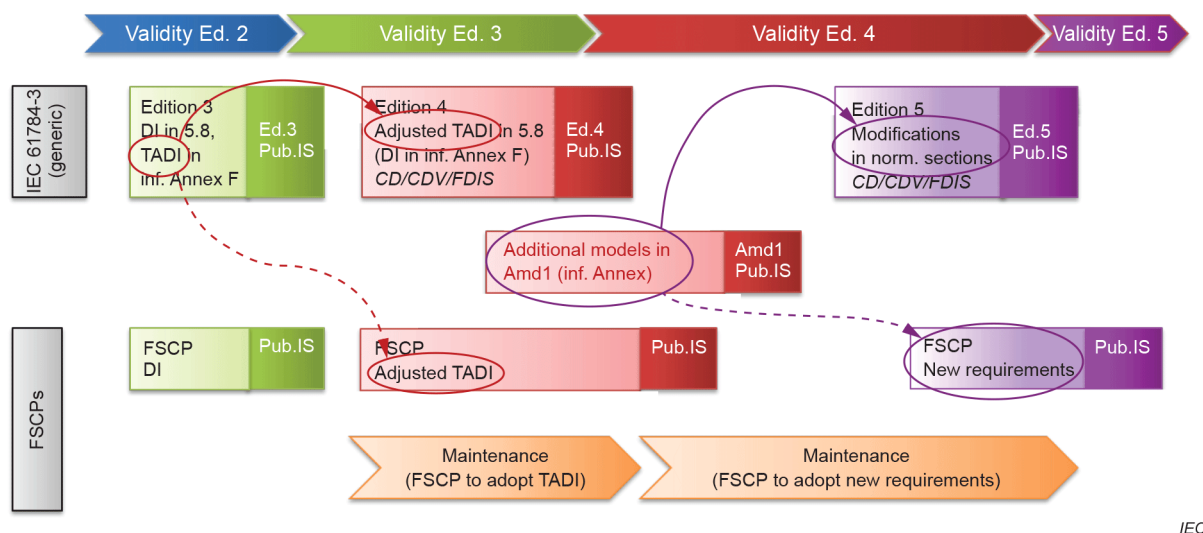 Validity Ed. 2
Validity Ed. 3
Validity Ed. 4
Validity Ed. 5
IEC 61784-3
(generic)
Edition 3
DI in 5.8,
TADI in
inf. Annex F
Ed.3
Pub.IS
Edition 4
Adjusted TADI in 5.8
(DI in inf. Annex F)
CD/CDV/FDIS
Ed.4
Pub.IS
Edition 5
Modifications
in norm. sections
CD/CDV/FDIS
Ed.5
Pub.IS
Additional models in
Amd1 (inf. Annex)
Amd1
Pub.IS
FSCPs
FSCP
DI
Pub.IS
FSCP
Adjusted TADI
Pub.IS
FSCP
New requirements
Pub.IS
Maintenance
(FSCP to adopt TADI)
Maintenance
(FSCP to adopt new requirements)
IEC